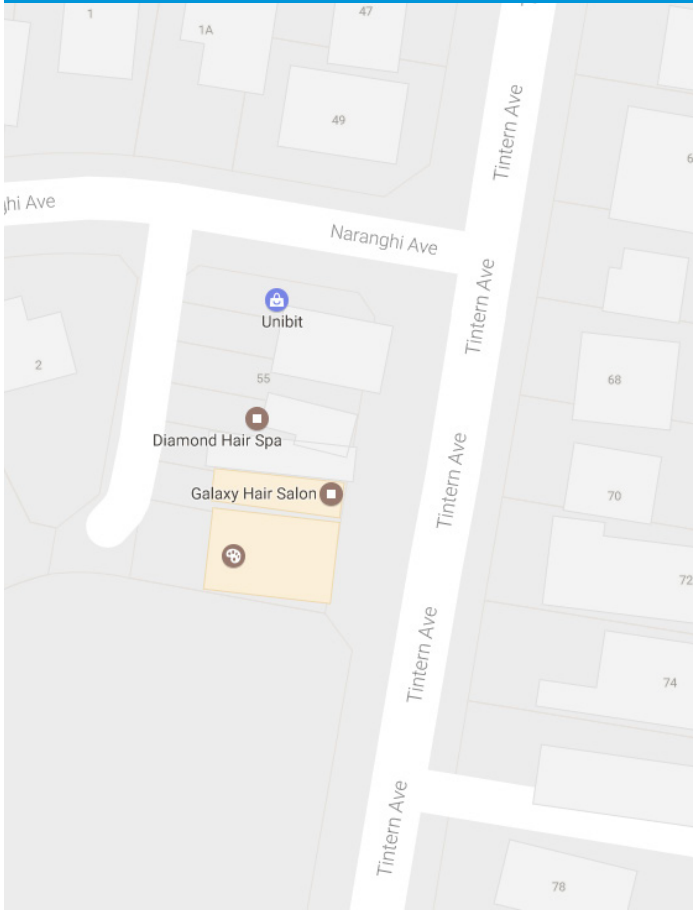 47
1
1A
Tintern Ave
49
ghi Ave
Naranghi Ave
Tintern Ave
Unibit
2
55
68
Diamond Hair Spa
Tintern Ave
Galaxy Hair Salon
70
72
Tintern Ave
74
Tintern Ave
78